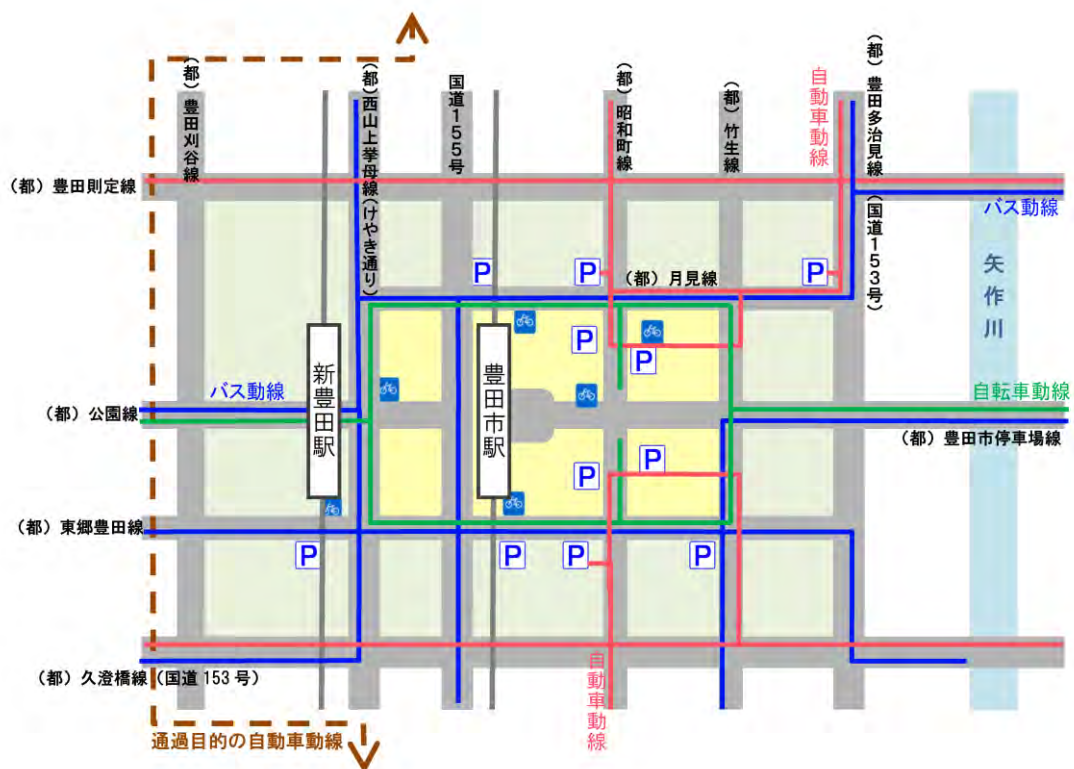 （都）豊田刈谷線
（都）西山上挙母線（けやき通り）
国道155号
（都）昭和町線
（都）竹生線
自動車動線
（都）豊田多治見線（国道153号）
（都）豊田則定線
バス動線
P
P
（都）月見線
P
矢作川
P
P
新豊田駅
豊田市駅
バス動線
自転車動線
（都）公園線
（都）豊田市停車場線
P
P
（都）東郷豊田線
P
P
P
P
（都）久澄橋線（国道153号）
自動車動線
通過目的の自動車動線